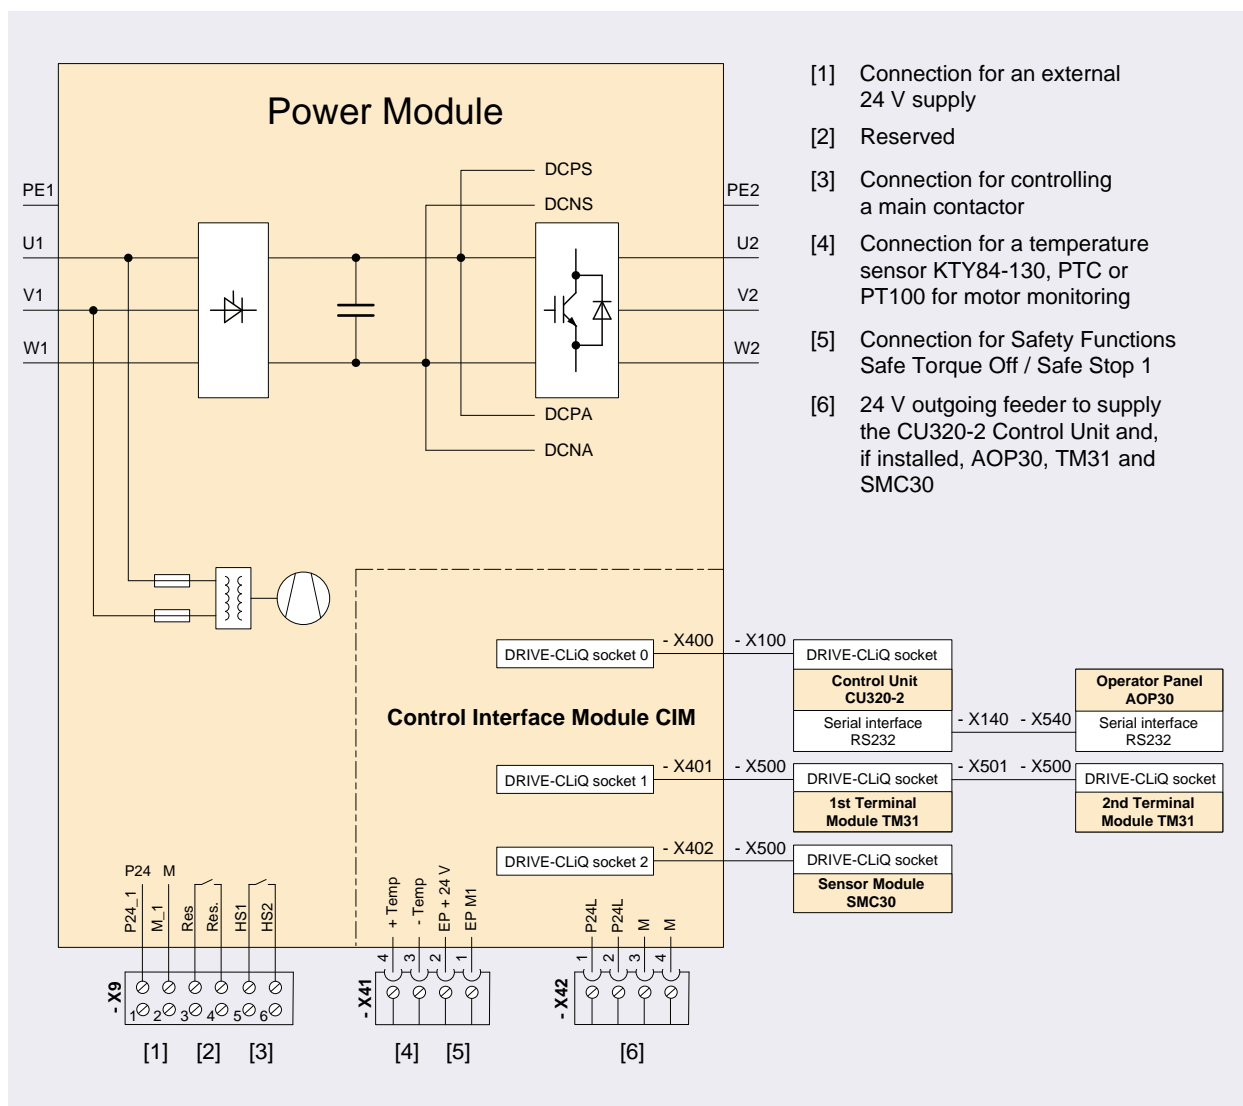 Power Module
[1] Connection for an external
24 V supply
[2] Reserved
[3] Connection for controlling
a main contactor
[4] Connection for a temperature
sensor KTY84-130, PTC or
PT100 for motor monitoring
[5] Connection for Safety Functions
Safe Torque Off / Safe Stop 1
[6] 24 V outgoing feeder to supply
the CU320-2 Control Unit and,
if installed, AOP30, TM31 and
SMC30
DCPS
PE1
DCNS
PE2
U1
U2
V1
V2
W1
W2
DCPA
DCNA
DRIVE-CLiQ socket 0
- X400
- X100
DRIVE-CLiQ socket
Control Unit
CU320-2
Serial interface
RS232
- X140
- X540
Operator Panel
AOP30
Serial interface
RS232
Control Interface Module CIM
DRIVE-CLiQ socket 1
- X401
- X500
DRIVE-CLiQ socket
1st Terminal
Module TM31
- X501
- X500
DRIVE-CLiQ socket
2nd Terminal
Module TM31
DRIVE-CLiQ socket 2
- X402
- X500
DRIVE-CLiQ socket
Sensor Module
SMC30
P24
M
P24_1
M_1
Res
Res.
HS1
HS2
- X9
1 2 3 4 5 6
[1] [2] [3]
+ Temp
- Temp
EP + 24 V
EP M1
4 3 2 1
- X41
[4] [5]
P24L
P24L
M
M
1 2 3 4
- X42
[6]